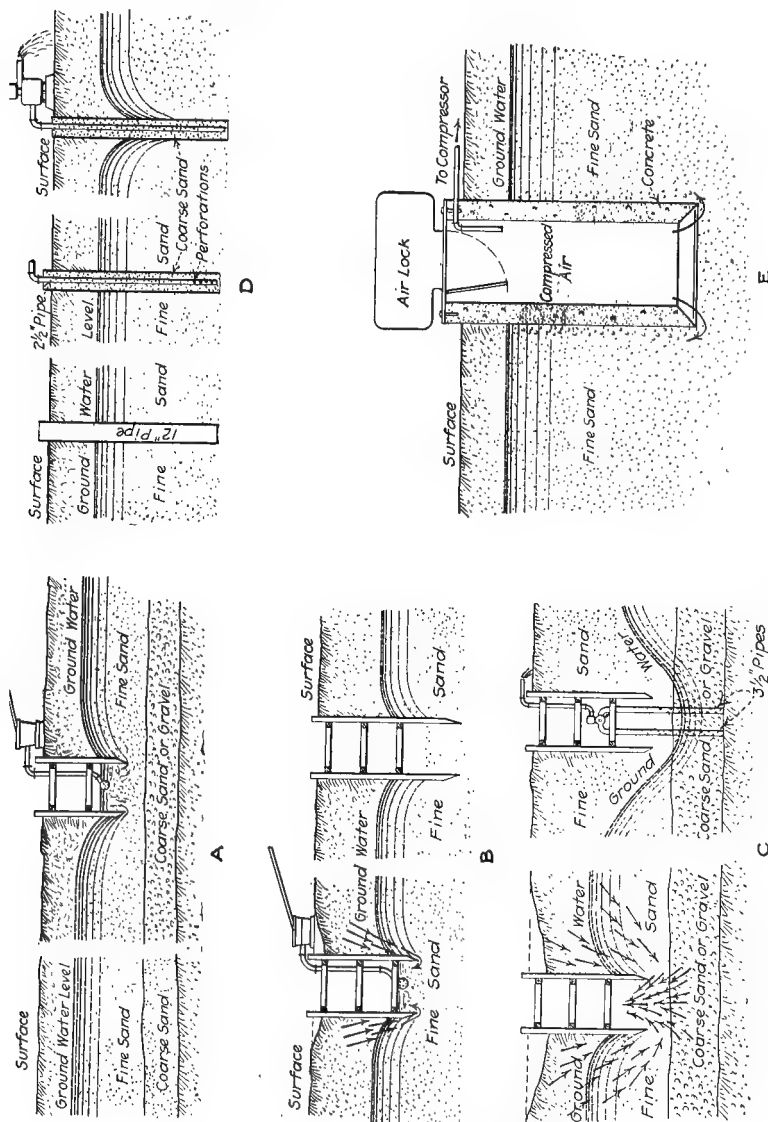 Surface
Ground Water Level
Fine Sand
Coarse Sand
Ground Water
Fine Sand
Coarse Sand or Gravel
A
Surface
Ground Water
Fine Sand
Surface
Fine Sand
B
Ground Water
Fine Sand
Coarse Sand or Gravel
Fine Sand
Ground Water
Coarse Sand or Gravel
3½" Pipes
C
Surface
Ground Water Level
Fine Sand
12" Pipe
2½" Pipe
Fine Sand
Surface
Coarse Sand
Perforations
D
Surface
Fine Sand
Air Lock
Compressed
Air
To Compressor
Ground Water
Fine Sand
Concrete
E